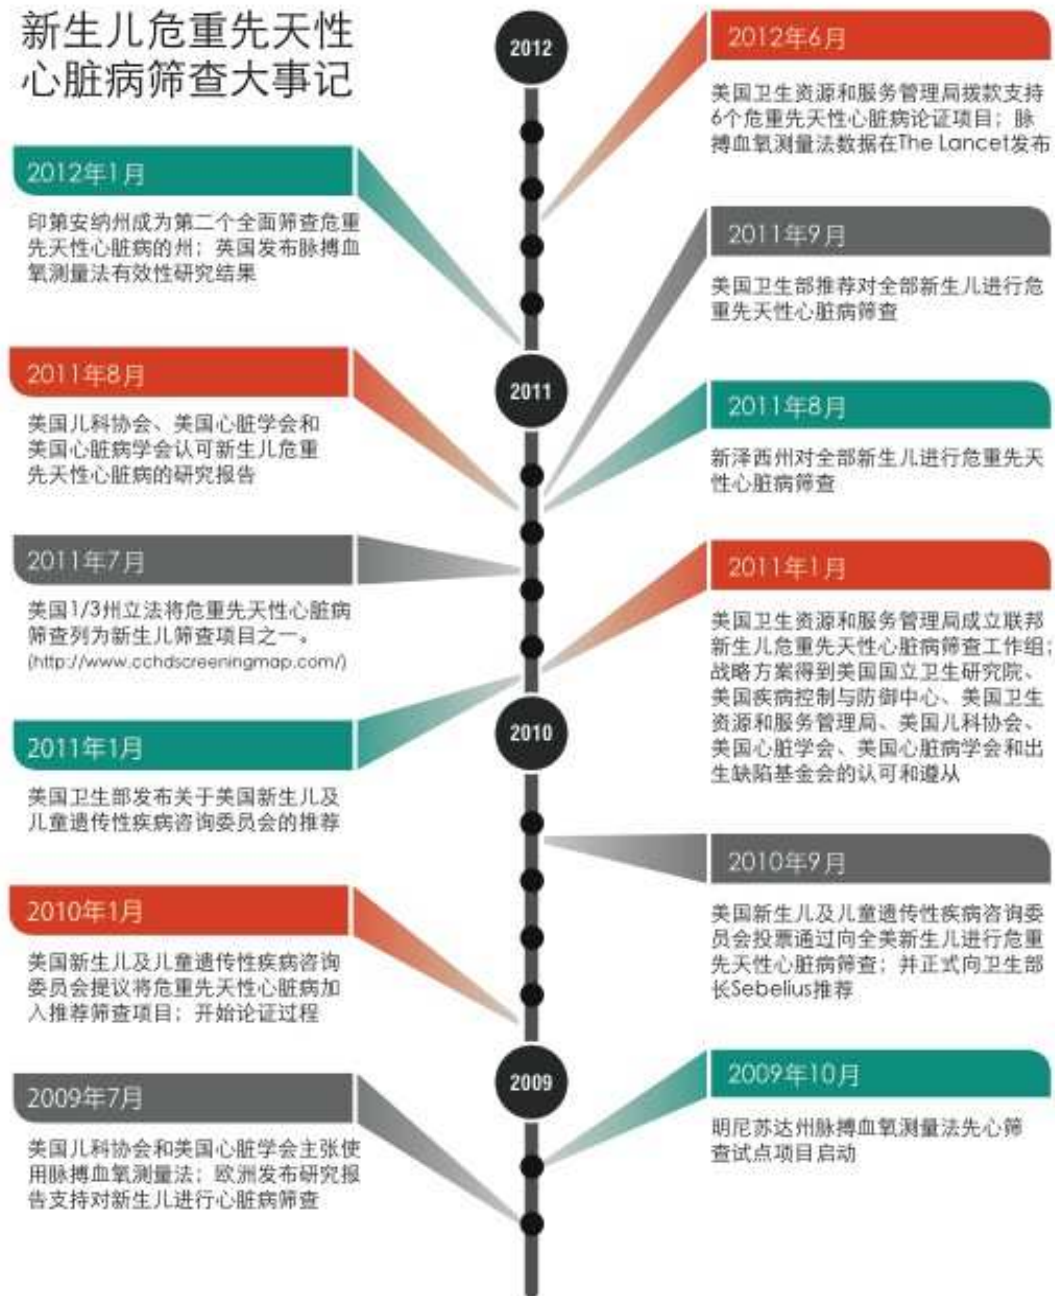 新生儿危重先天性
心脏病筛查大事记
2012
2012年6月
美国卫生资源和服务管理局拨款支持
6个危重先天性心脏病论证项目；脉
搏血氧测量法数据在The Lancet发布
2012年1月
印第安纳州成为第二个全面筛查危重
先天性心脏病的州；英国发布脉搏血
氧测量法有效性研究结果
2011年9月
美国卫生部推荐对全部新生儿进行危
重先天性心脏病筛查
2011
2011年8月
美国儿科协会、美国心脏学会和
美国心脏病学会认可新生儿危重
先天性心脏病的研究报告
2011年8月
新泽西州对全部新生儿进行危重先天
性心脏病筛查
2011年7月
美国1/3州立法将危重先天性心脏病
筛查列为新生儿筛查项目之一。
(http://www.cchdscreeningmap.com/)
2011年1月
美国卫生资源和服务管理局成立联邦
新生儿危重先天性心脏病筛查工作组；
战略方案得到美国国立卫生研究院、
美国疾病控制与防御中心、美国卫生
资源和服务管理局、美国儿科协会、
美国心脏学会、美国心脏病学会和出
生缺陷基金会的认可和遵从
2011年1月
美国卫生部发布关于美国新生儿及
儿童遗传性疾病咨询委员会的推荐
2010
2010年9月
美国新生儿及儿童遗传性疾病咨询委
员会投票通过向全美新生儿进行危重
先天性心脏病筛查；并正式向卫生部
长Sebelius推荐
2010年1月
美国新生儿及儿童遗传性疾病咨询
委员会提议将危重先天性心脏病加
入推荐筛查项目；开始论证过程
2009
2009年10月
明尼苏达州脉搏血氧测量法先心筛
查试点项目启动
2009年7月
美国儿科协会和美国心脏学会主张使
用脉搏血氧测量法；欧洲发布研究报
告支持对新生儿进行心脏病筛查